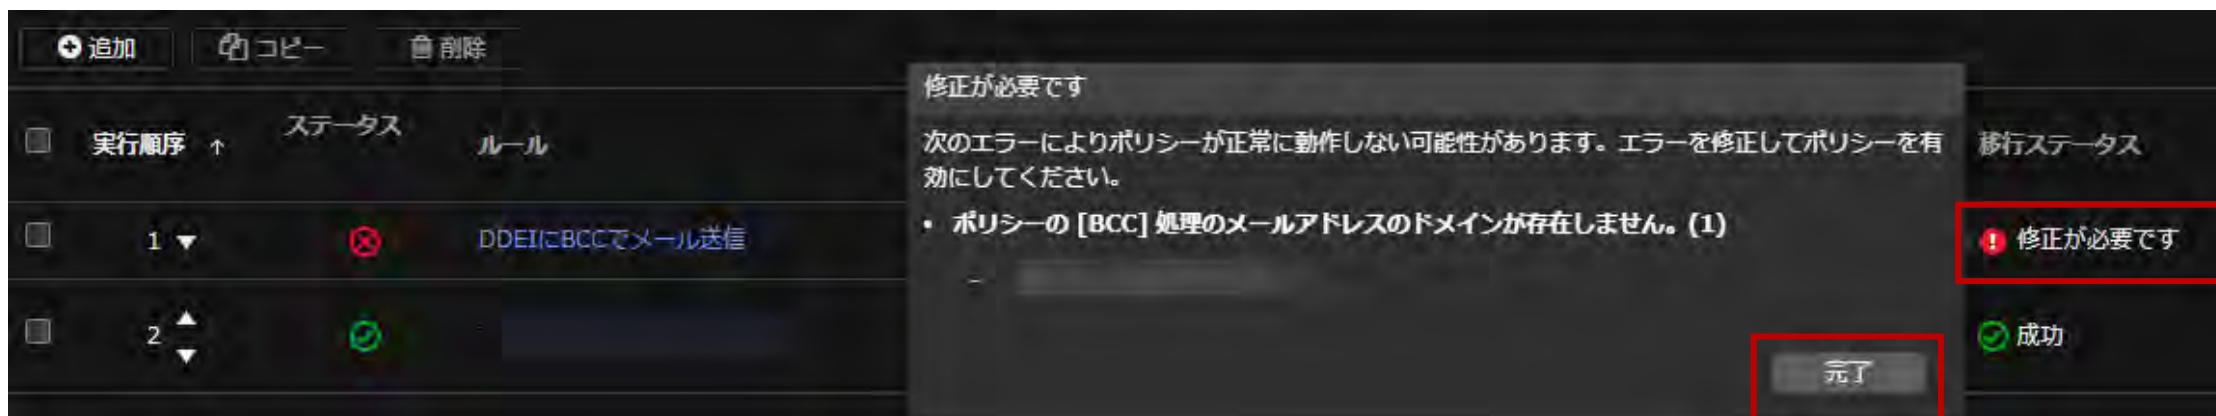 追加 コピー 削除
修正が必要です
実行順序 ↑ ステータス ルール
次のエラーによりポリシーが正常に動作しない可能性があります。エラーを修正してポリシーを有
効にしてください。
移行ステータス
1 DDEIにBCCでメール送信
• ポリシーの [BCC] 処理のメールアドレスのドメインが存在しません。(1)
修正が必要です
–
2
成功
完了